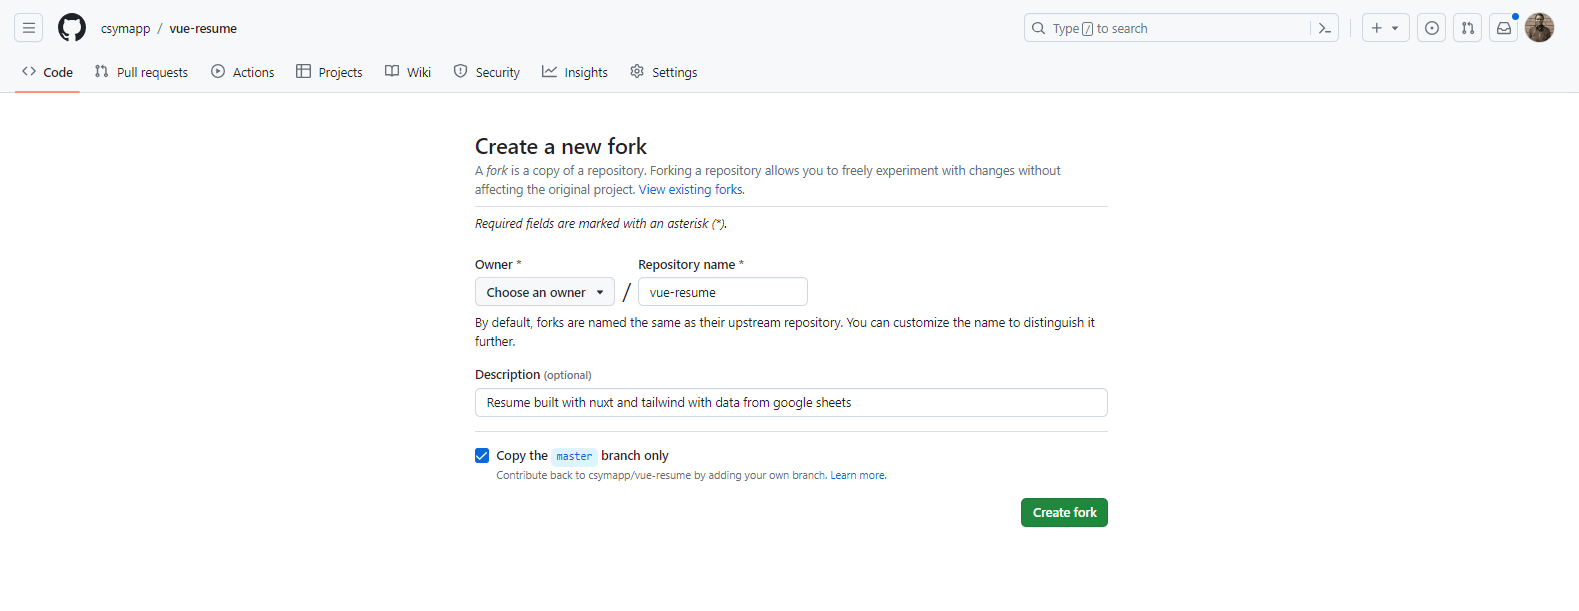 csymapp / vue-resume
Type / to search
Code Pull requests Actions Projects Wiki Security Insights Settings
Create a new fork
A fork is a copy of a repository. Forking a repository allows you to freely experiment with changes without
affecting the original project. View existing forks.
Required fields are marked with an asterisk (*).
Owner * Repository name *
Choose an owner / vue-resume
By default, forks are named the same as their upstream repository. You can customize the name to distinguish it
further.
Description (optional)
Resume built with nuxt and tailwind with data from google sheets
Copy the master branch only
Contribute back to csymapp/vue-resume by adding your own branch. Learn more.
Create fork